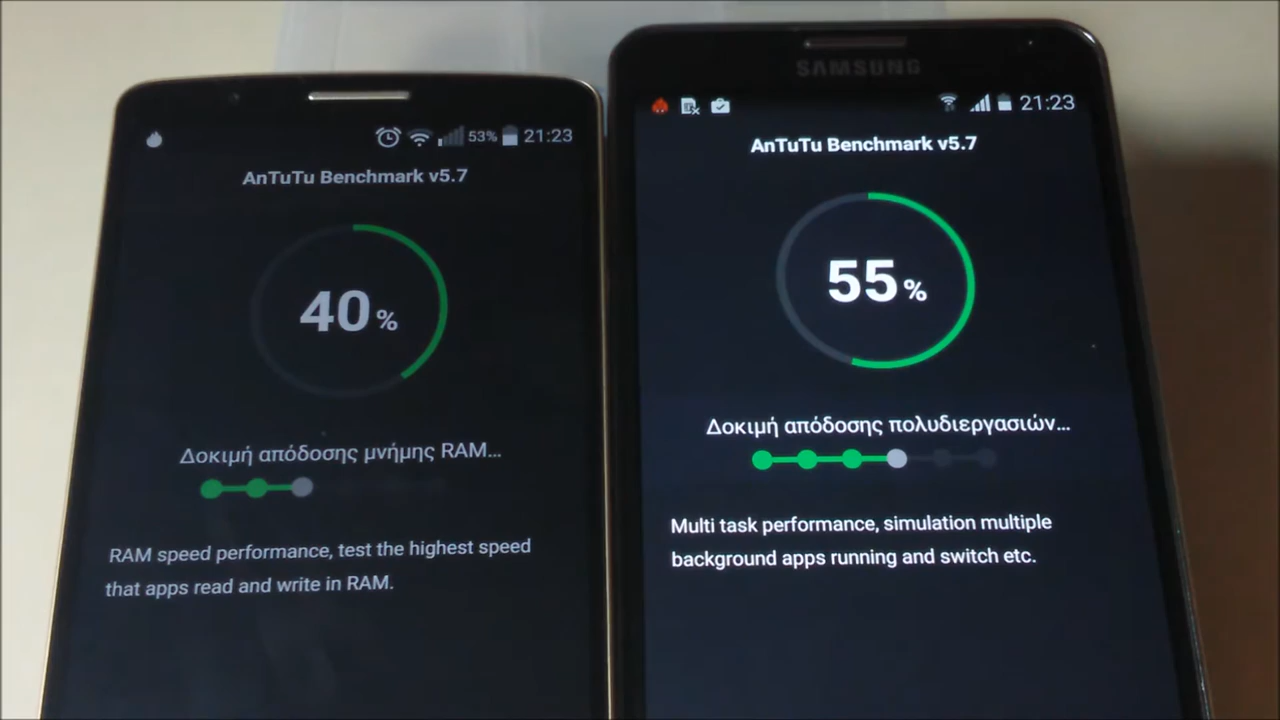 53% 21:23
AnTuTu Benchmark v5.7
40%
Δοκιμή απόδοσης μνήμης RAM...
RAM speed performance, test the highest speed
that apps read and write in RAM.
SAMSUNG
21:23
AnTuTu Benchmark v5.7
55%
Δοκιμή απόδοσης πολυδιεργασιών...
Multi task performance, simulation multiple
background apps running and switch etc.